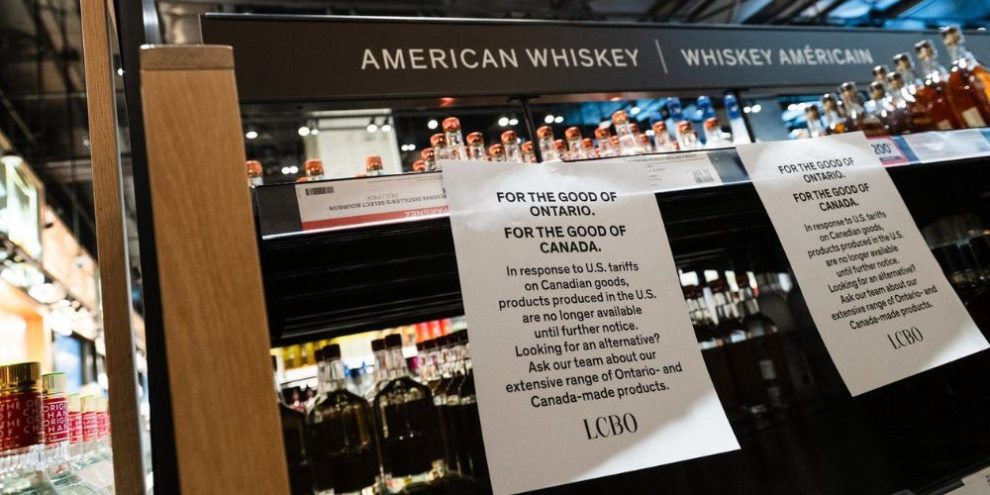 AMERICAN WHISKEY | WHISKEY AMÉRICAIN
200
FOR THE GOOD OF
ONTARIO.
FOR THE GOOD OF
CANADA.
In response to U.S. tariffs
on Canadian goods,
products produced in the U.S.
are no longer available
until further notice.
Looking for an alternative?
Ask our team about our
extensive range of Ontario- and
Canada-made products.
LCBO
FOR THE GOOD OF
ONTARIO.
FOR THE GOOD OF
CANADA.
In response to U.S. tariffs
on Canadian goods,
products produced in the U.S.
are no longer available
until further notice.
Looking for an alternative?
Ask our team about our
extensive range of Ontario- and
Canada-made products.
LCBO